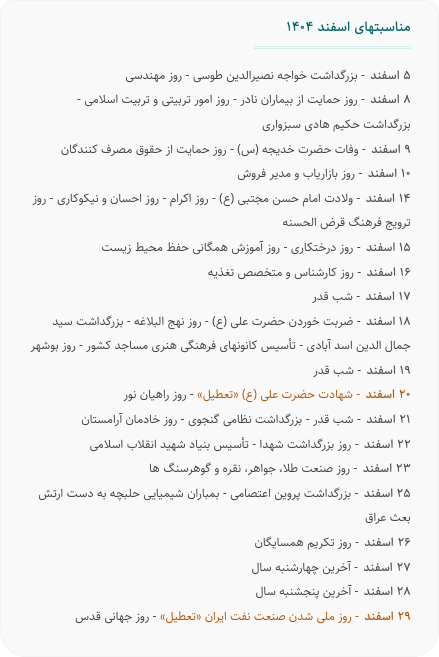 مناسبتهای اسفند ۱۴۰۴
۵ اسفند - بزرگداشت خواجه نصیرالدین طوسی - روز مهندسی
۸ اسفند - روز حمایت از بیماران نادر - روز امور تربیتی و تربیت اسلامی -
بزرگداشت حکیم هادی سبزواری
۹ اسفند - وفات حضرت خدیجه (س) - روز حمایت از حقوق مصرف کنندگان
۱۰ اسفند - روز بازاریاب و مدیر فروش
۱۴ اسفند - ولادت امام حسن مجتبی (ع) - روز اکرام - روز احسان و نیکوکاری - روز
ترویج فرهنگ قرض الحسنه
۱۵ اسفند - روز درختکاری - روز آموزش همگانی حفظ محیط زیست
۱۶ اسفند - روز کارشناس و متخصص تغذیه
۱۷ اسفند - شب قدر
۱۸ اسفند - ضربت خوردن حضرت علی (ع) - روز نهج البلاغه - بزرگداشت سید
جمال الدین اسد آبادی - تأسیس کانونهای فرهنگی هنری مساجد کشور - روز بوشهر
۱۹ اسفند - شب قدر
۲۰ اسفند - شهادت حضرت علی (ع) «تعطیل» - روز راهیان نور
۲۱ اسفند - شب قدر - بزرگداشت نظامی گنجوی - روز خادمان آرامستان
۲۲ اسفند - روز بزرگداشت شهدا - تأسیس بنیاد شهید انقلاب اسلامی
۲۳ اسفند - روز صنعت طلا، جواهر، نقره و گوهرسنگ ها
۲۵ اسفند - بزرگداشت پروین اعتصامی - بمباران شیمیایی حلبچه به دست ارتش
بعث عراق
۲۶ اسفند - روز تکریم همسایگان
۲۷ اسفند - آخرین چهارشنبه سال
۲۸ اسفند - آخرین پنجشنبه سال
۲۹ اسفند - روز ملی شدن صنعت نفت ایران «تعطیل» - روز جهانی قدس